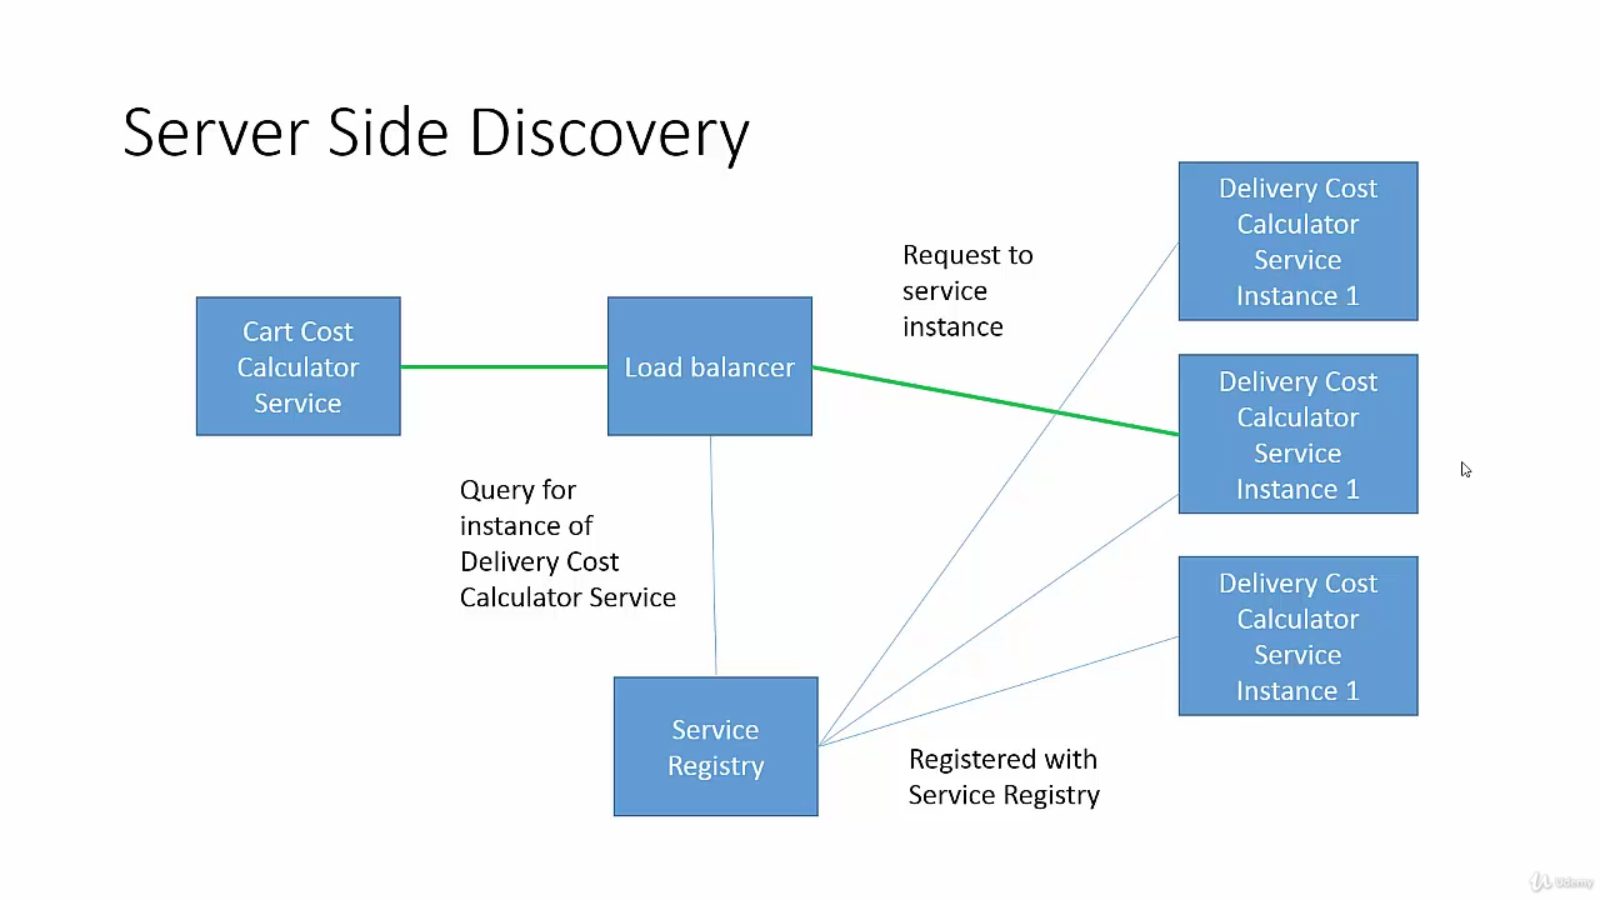 Server Side Discovery
Delivery Cost
Calculator
Service
Instance 1
Request to
service
instance
Cart Cost
Calculator
Service
Load balancer
Delivery Cost
Calculator
Service
Instance 1
Query for
instance of
Delivery Cost
Calculator Service
Delivery Cost
Calculator
Service
Instance 1
Service
Registry
Registered with
Service Registry
Udemy